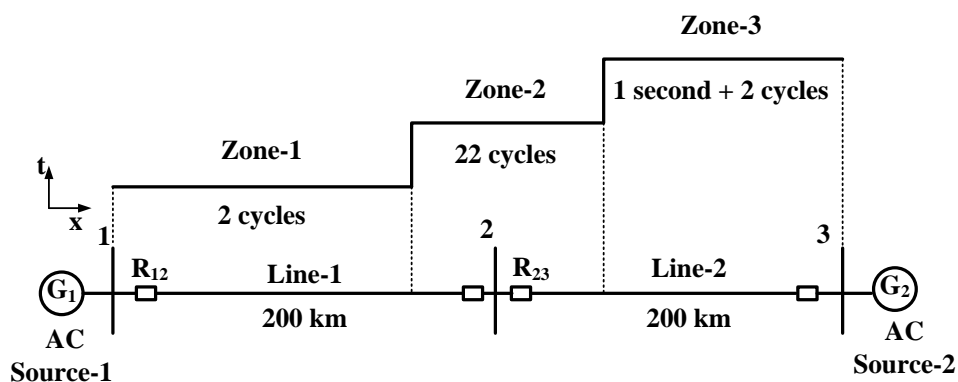 Zone-3
1 second + 2 cycles
Zone-2
22 cycles
Zone-1
2 cycles
t
x
1
2
3
R12
Line-1
R23
Line-2
G1
G2
200 km
200 km
AC
Source-1
AC
Source-2